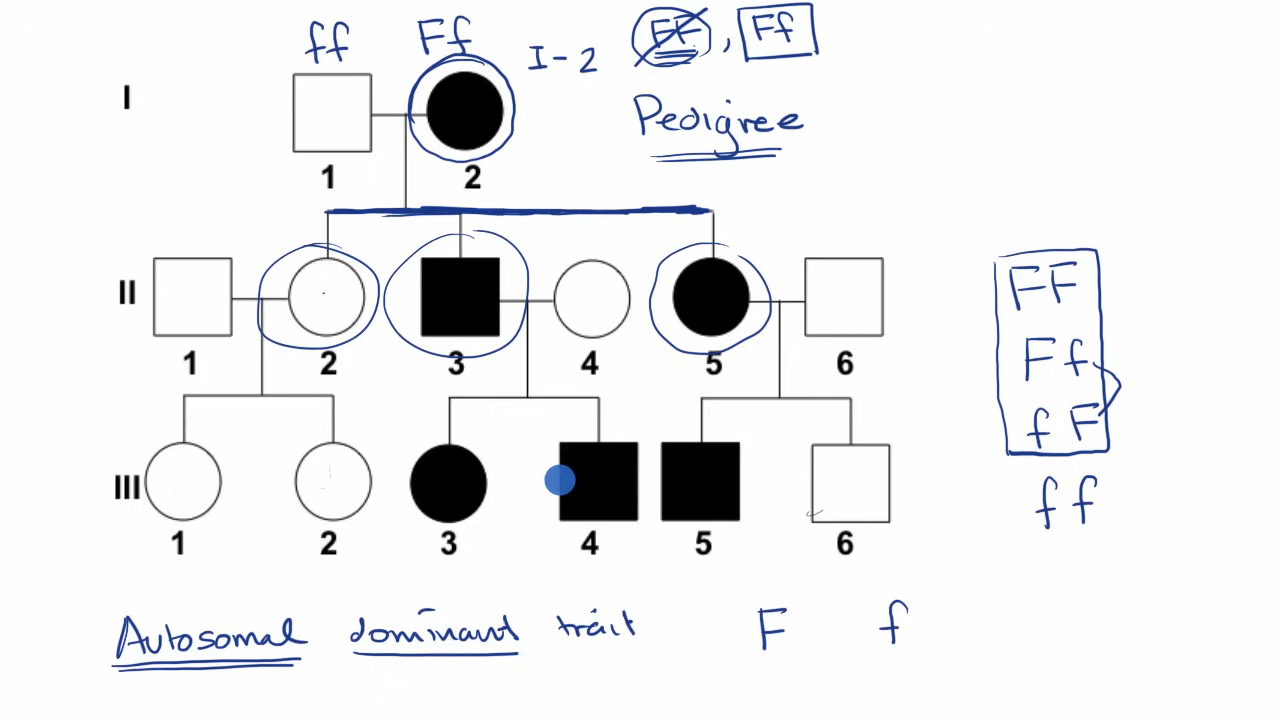 ff Ff I-2 FF, Ff
I
Pedigree
1 2
II
1 2 3 4 5 6
FF
Ff
fF
ff
III
1 2 3 4 5 6
Autosomal dominant trait F f